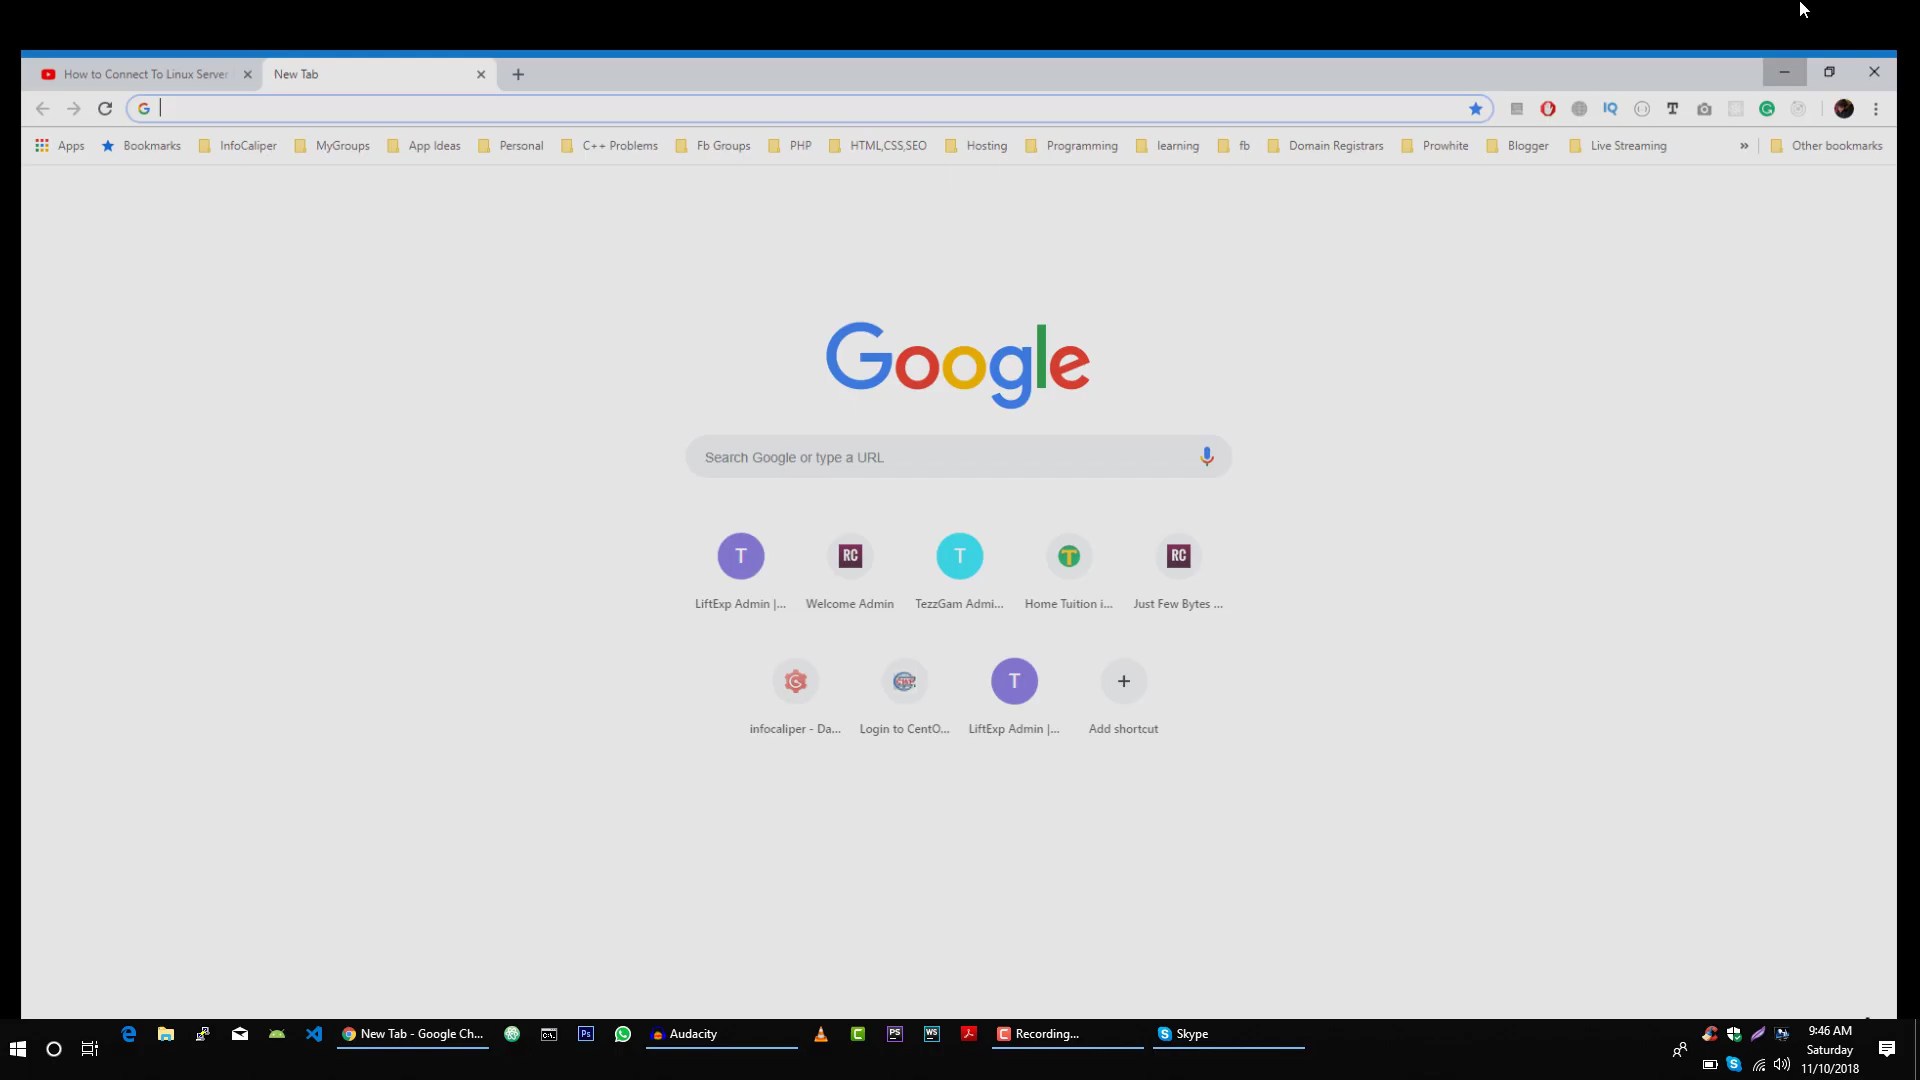 How to Connect To Linux Server
New Tab
Apps Bookmarks InfoCaliper MyGroups App Ideas Personal C++ Problems Fb Groups PHP HTML,CSS,SEO Hosting Programming learning fb Domain Registrars Prowhite Blogger Live Streaming » Other bookmarks
Google
Search Google or type a URL
T RC T T RC
LiftExp Admin |... Welcome Admin TezzGam Admi... Home Tuition i... Just Few Bytes ...
T
infocaliper - Da... Login to CentO... LiftExp Admin |... Add shortcut
New Tab - Google Ch... Audacity Recording... Skype
9:46 AM
Saturday
11/10/2018